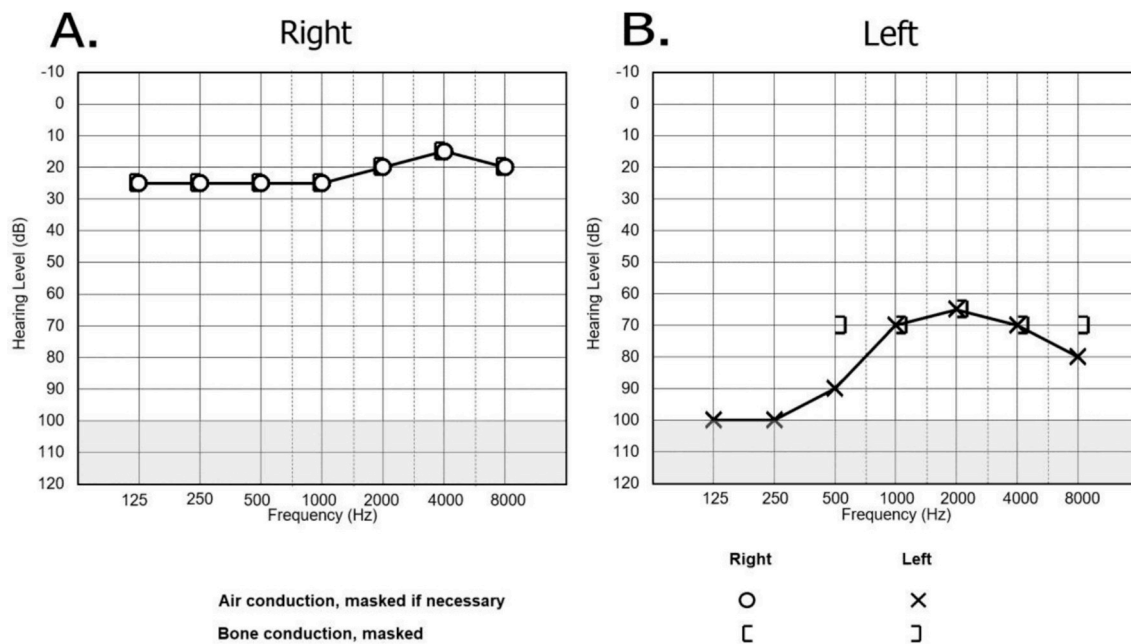 A.
Right
-10
0
10
20
30
40
50
60
70
80
90
100
110
120
Hearing Level (dB)
125 250 500 1000 2000 4000 8000
Frequency (Hz)
B.
Left
-10
0
10
20
30
40
50
60
70
80
90
100
110
120
Hearing Level (dB)
125 250 500 1000 2000 4000 8000
Frequency (Hz)
Right Left
Air conduction, masked if necessary
Bone conduction, masked